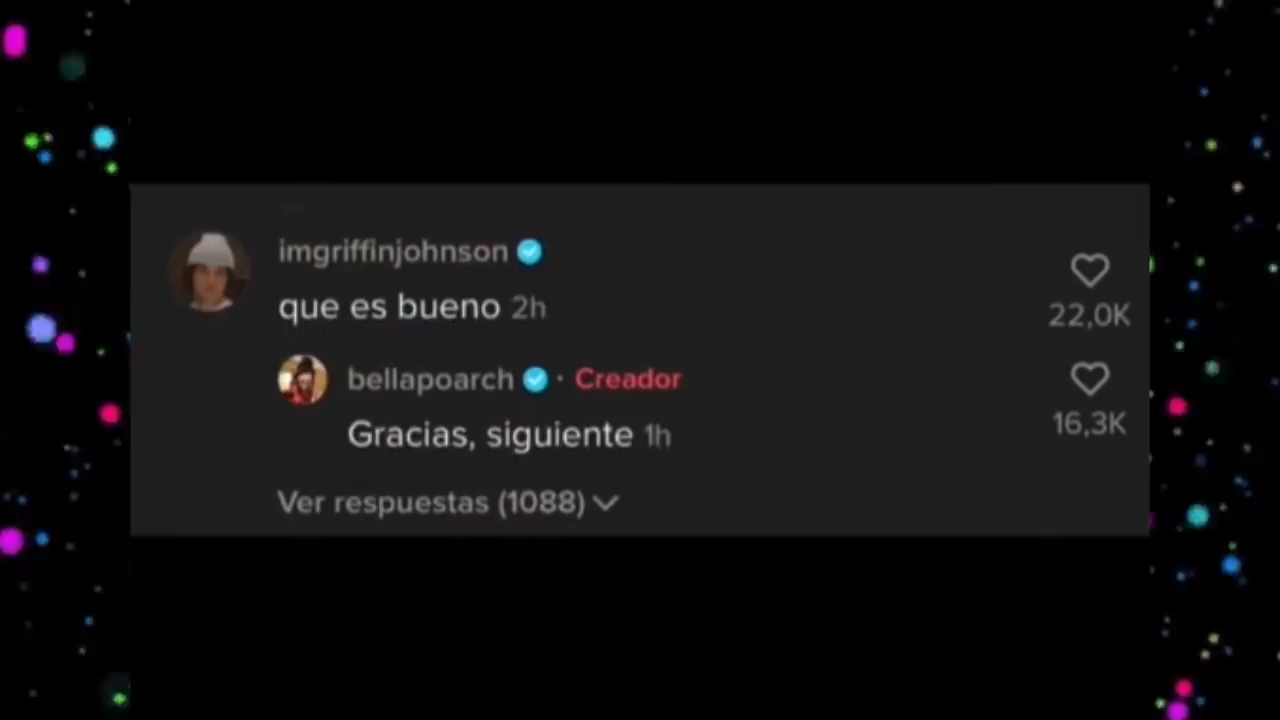 imgriffinjohnson
que es bueno 2h
22,0K
bellapoarch · Creador
Gracias, siguiente 1h
16,3K
Ver respuestas (1088)